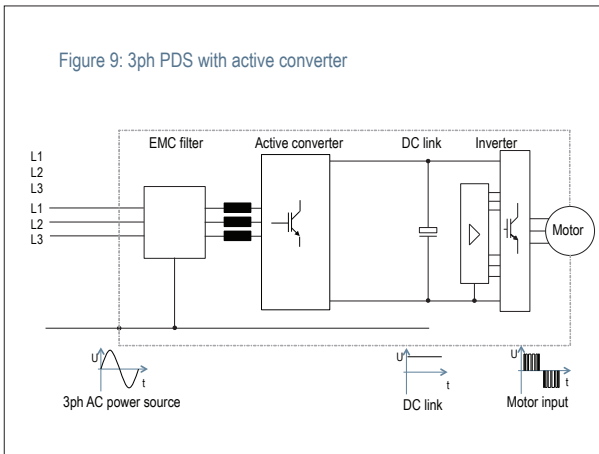 Figure 9: 3ph PDS with active converter
EMC filter
Active converter
DC link
Inverter
L1
L2
L3
L1
L2
L3
Motor
U
t
3ph AC power source
U
t
DC link
U
t
Motor input